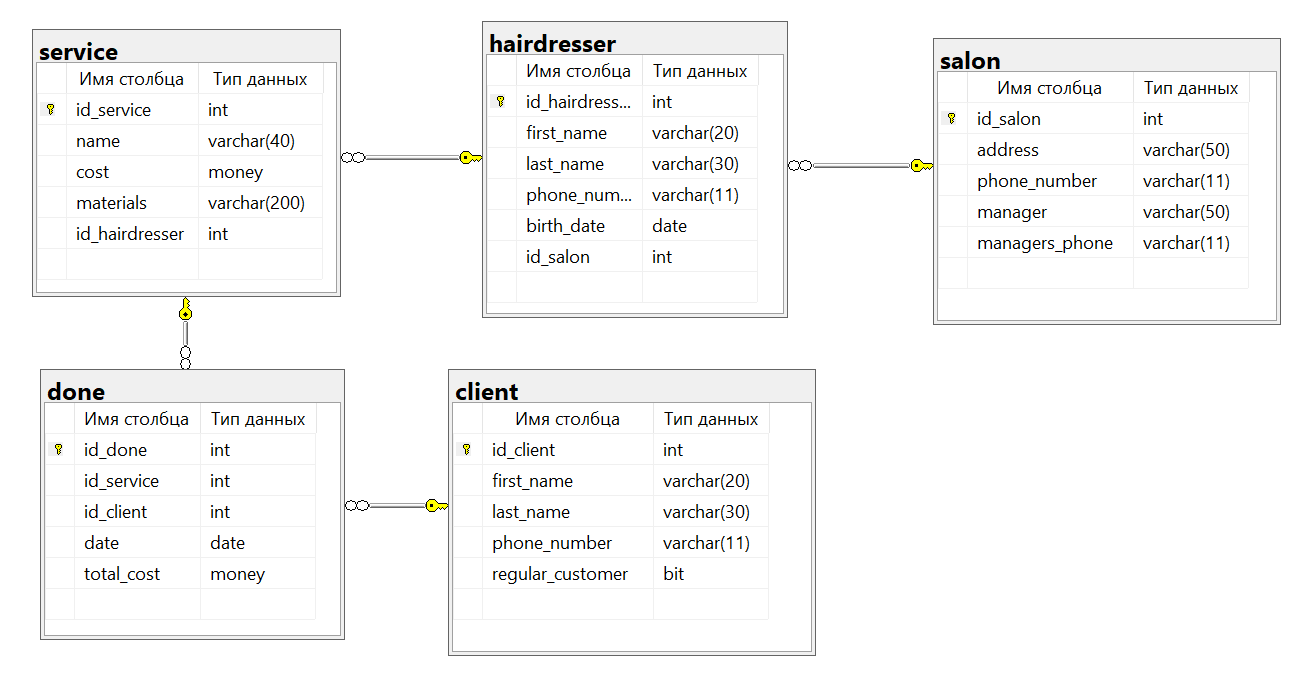 service
Имя столбца Тип данных
id_service int
name varchar(40)
cost money
materials varchar(200)
id_hairdresser int
hairdresser
Имя столбца Тип данных
id_hairdress... int
first_name varchar(20)
last_name varchar(30)
phone_num... varchar(11)
birth_date date
id_salon int
salon
Имя столбца Тип данных
id_salon int
address varchar(50)
phone_number varchar(11)
manager varchar(50)
managers_phone varchar(11)
done
Имя столбца Тип данных
id_done int
id_service int
id_client int
date date
total_cost money
client
Имя столбца Тип данных
id_client int
first_name varchar(20)
last_name varchar(30)
phone_number varchar(11)
regular_customer bit